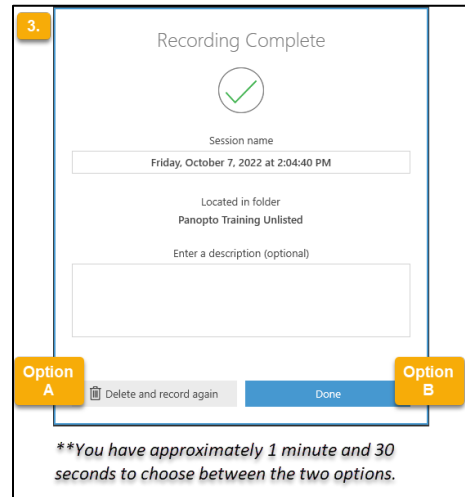 3.
Recording Complete
Session name
Friday, October 7, 2022 at 2:04:40 PM
Located in folder
Panopto Training Unlisted
Enter a description (optional)
Option
A
Delete and record again
Done
Option
B
**You have approximately 1 minute and 30
seconds to choose between the two options.